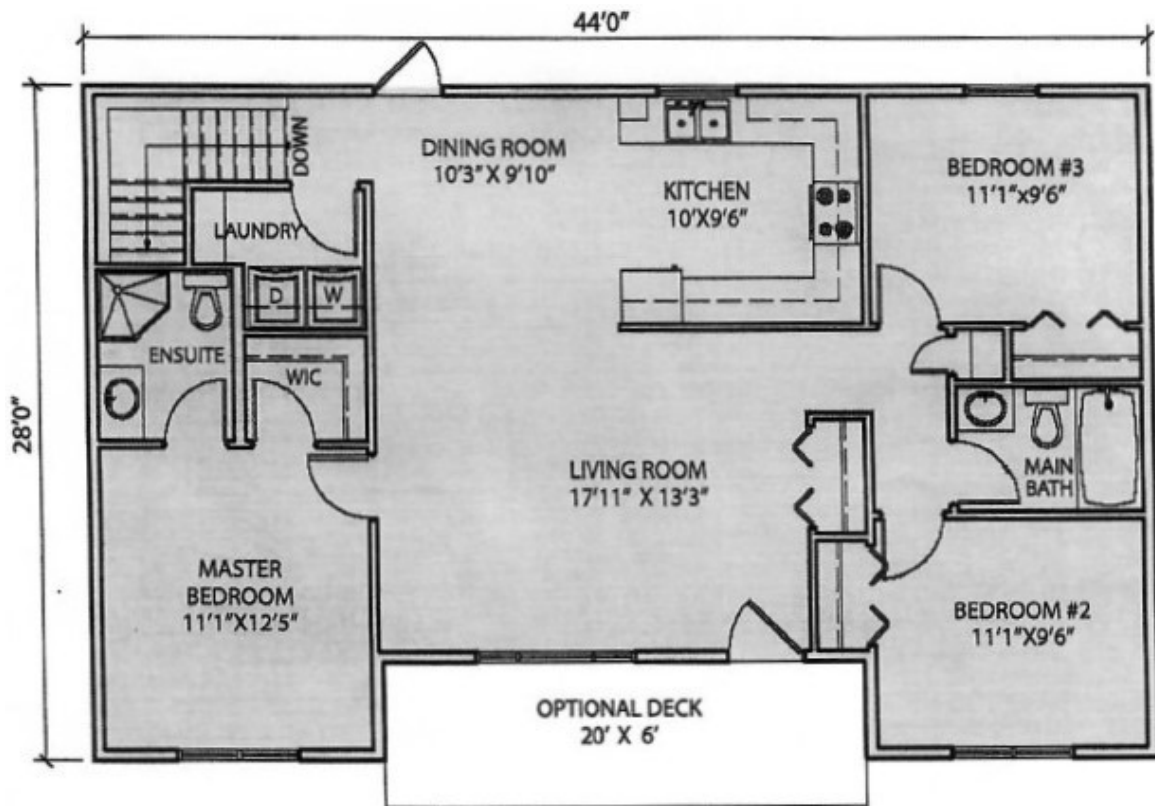 44'0"
28'0"
DOWN
DINING ROOM
10'3" X 9'10"
KITCHEN
10'X9'6"
BEDROOM #3
11'1"x9'6"
LAUNDRY
D
W
ENSUITE
WIC
LIVING ROOM
17'11" X 13'3"
MAIN
BATH
MASTER
BEDROOM
11'1"X12'5"
BEDROOM #2
11'1"X9'6"
OPTIONAL DECK
20' X 6'